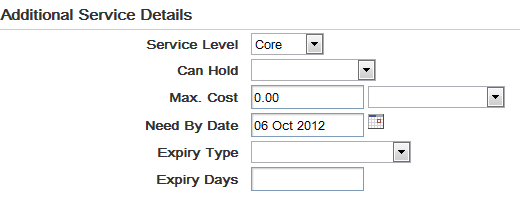 Additional Service Details
Service Level Core
Can Hold
Max. Cost 0.00
Need By Date 06 Oct 2012
Expiry Type
Expiry Days